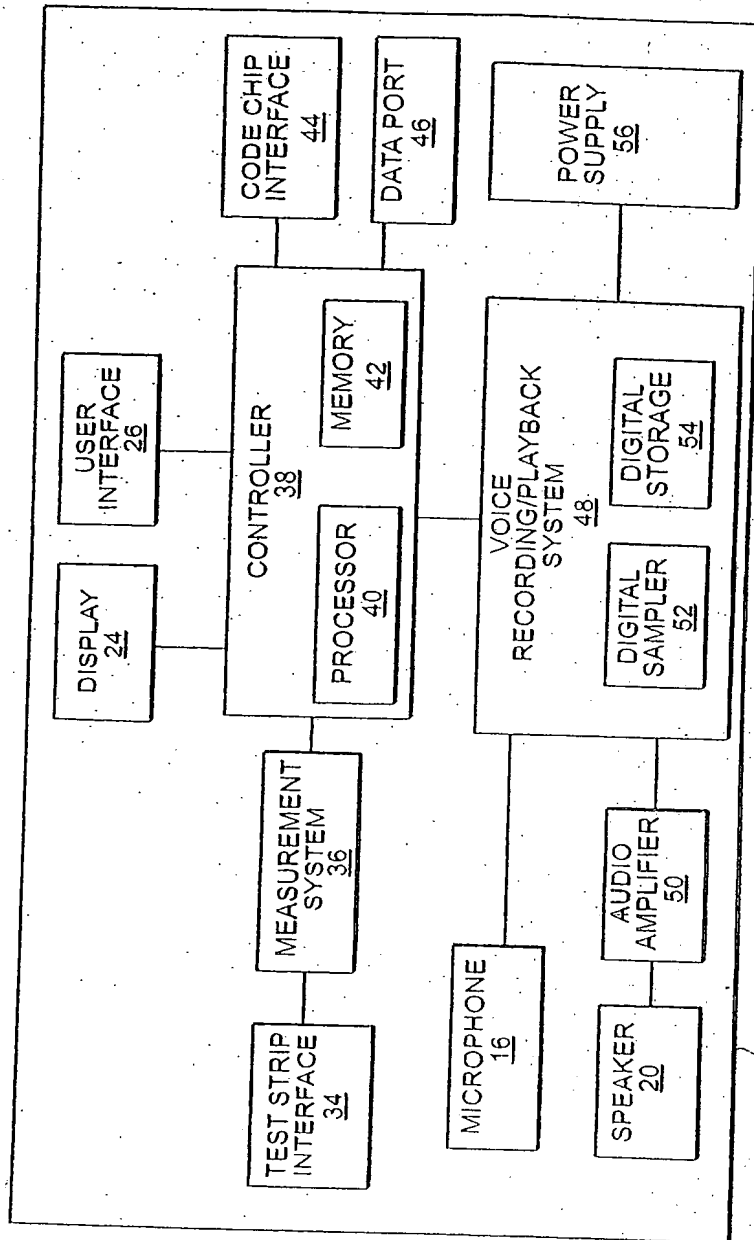 DISPLAY
24
USER
INTERFACE
26
CODE CHIP
INTERFACE
44
CONTROLLER
38
PROCESSOR
40
MEMORY
42
DATA PORT
46
TEST STRIP
INTERFACE
34
MEASUREMENT
SYSTEM
36
MICROPHONE
16
VOICE
RECORDING/PLAYBACK
SYSTEM
48
DIGITAL
SAMPLER
52
DIGITAL
STORAGE
54
POWER
SUPPLY
56
SPEAKER
20
AUDIO
AMPLIFIER
50